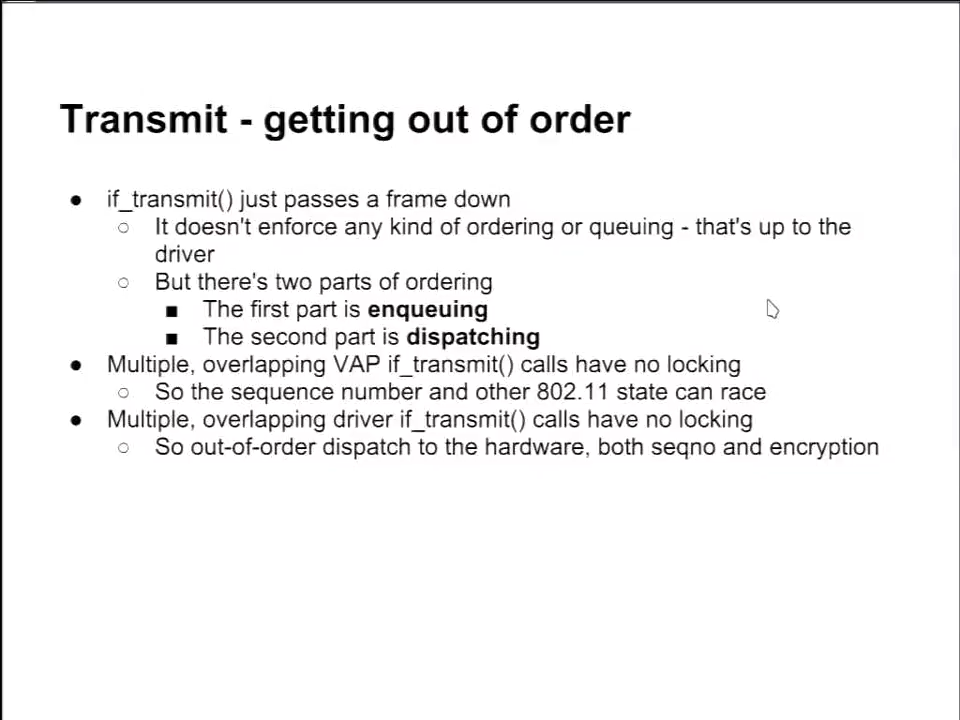 Transmit - getting out of order
● if_transmit() just passes a frame down
○ It doesn't enforce any kind of ordering or queuing - that's up to the
driver
○ But there's two parts of ordering
■ The first part is enqueuing
■ The second part is dispatching
● Multiple, overlapping VAP if_transmit() calls have no locking
○ So the sequence number and other 802.11 state can race
● Multiple, overlapping driver if_transmit() calls have no locking
○ So out-of-order dispatch to the hardware, both seqno and encryption